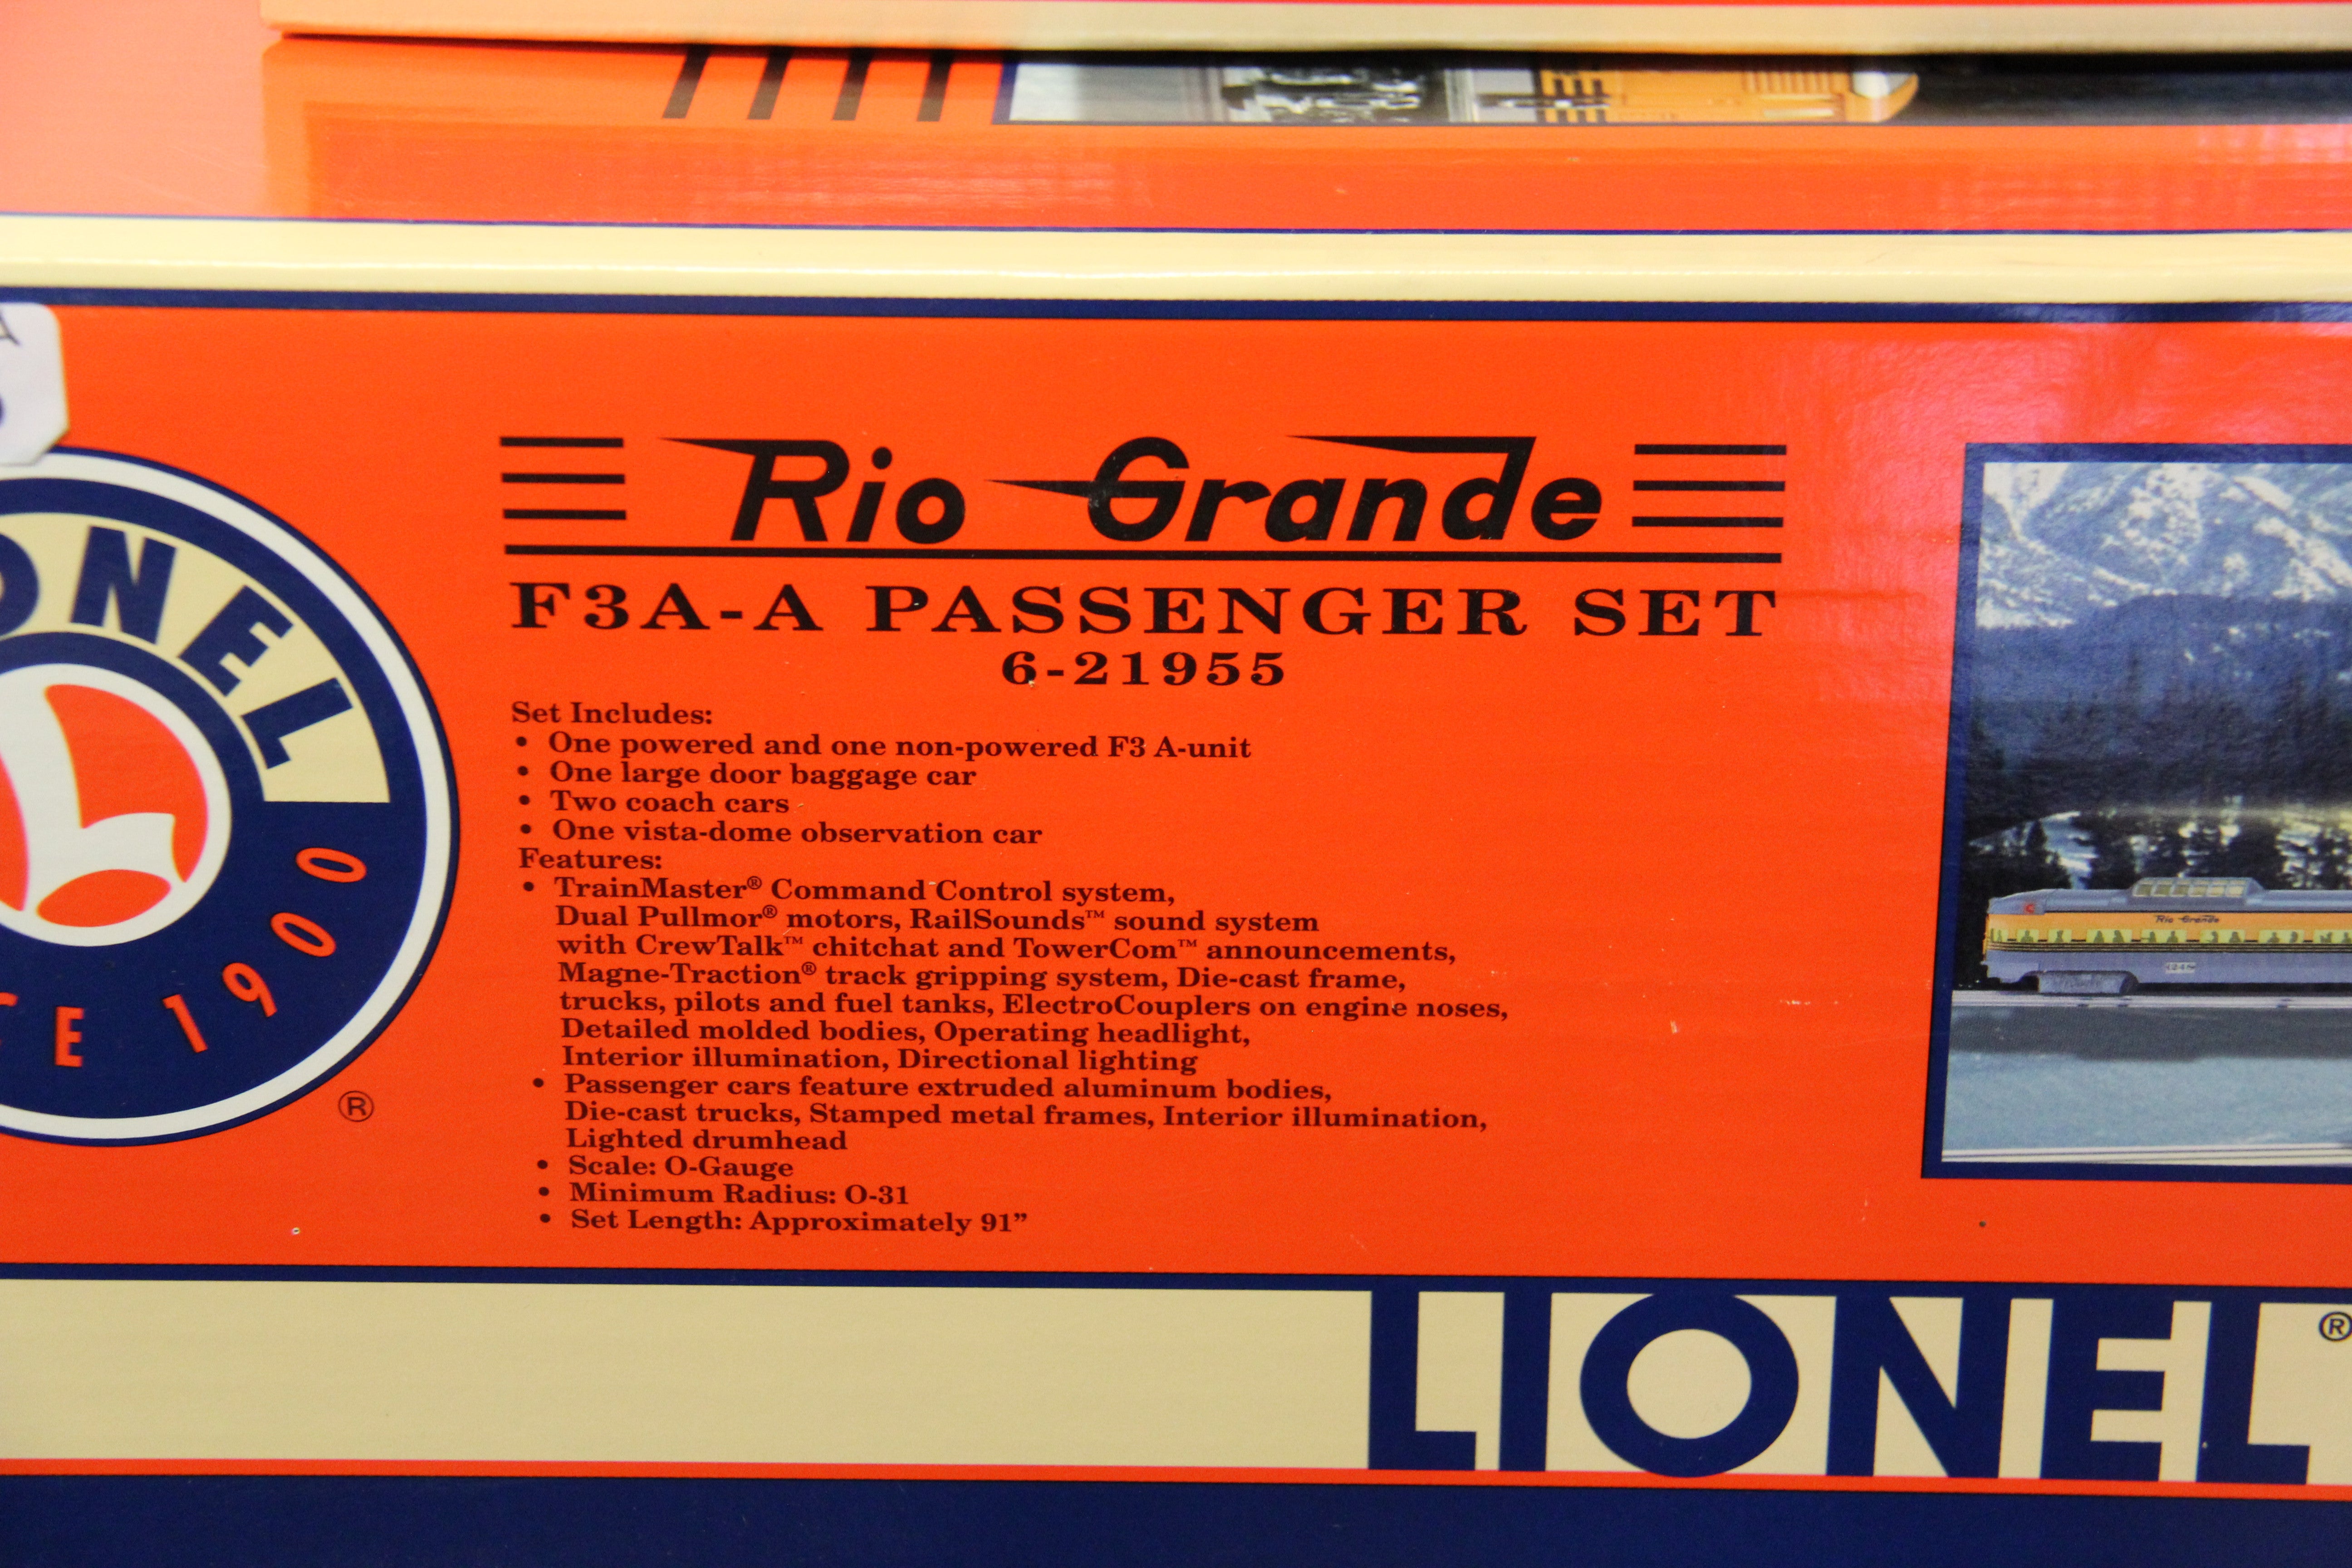 Rio Grande
F3A-A PASSENGER SET
6-21955
Set Includes:
• One powered and one non-powered F3 A-unit
• One large door baggage car
• Two coach cars
• One vista-dome observation car
Features:
• TrainMaster® Command Control system,
Dual Pullmor® motors, RailSounds™ sound system
with CrewTalk™ chitchat and TowerCom™ announcements,
Magne-Traction® track gripping system, Die-cast frame,
trucks, pilots and fuel tanks, ElectroCouplers on engine noses,
Detailed molded bodies, Operating headlight,
Interior illumination, Directional lighting
• Passenger cars feature extruded aluminum bodies,
Die-cast trucks, Stamped metal frames, Interior illumination,
Lighted drumhead
• Scale: O-Gauge
• Minimum Radius: O-31
• Set Length: Approximately 91”
ONEL
L
CE 1900
®
Rio Grande
LIONEL®